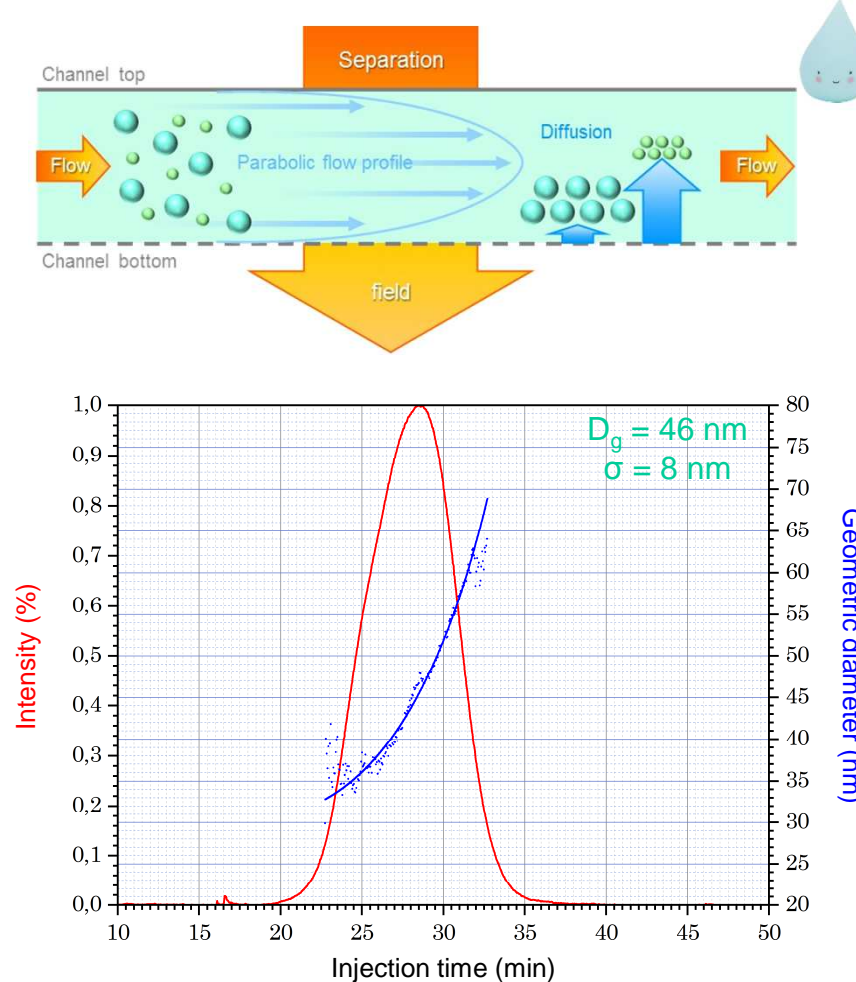 Separation
Channel top
Diffusion
Flow
Parabolic flow profile
Flow
Channel bottom
field
1,0
0,9
0,8
0,7
0,6
0,5
0,4
0,3
0,2
0,1
0,0
80
75
70
65
60
55
50
45
40
35
30
25
20
D_g = 46 nm
σ = 8 nm
Intensity (%)
Geometric diameter (nm)
10 15 20 25 30 35 40 45 50
Injection time (min)